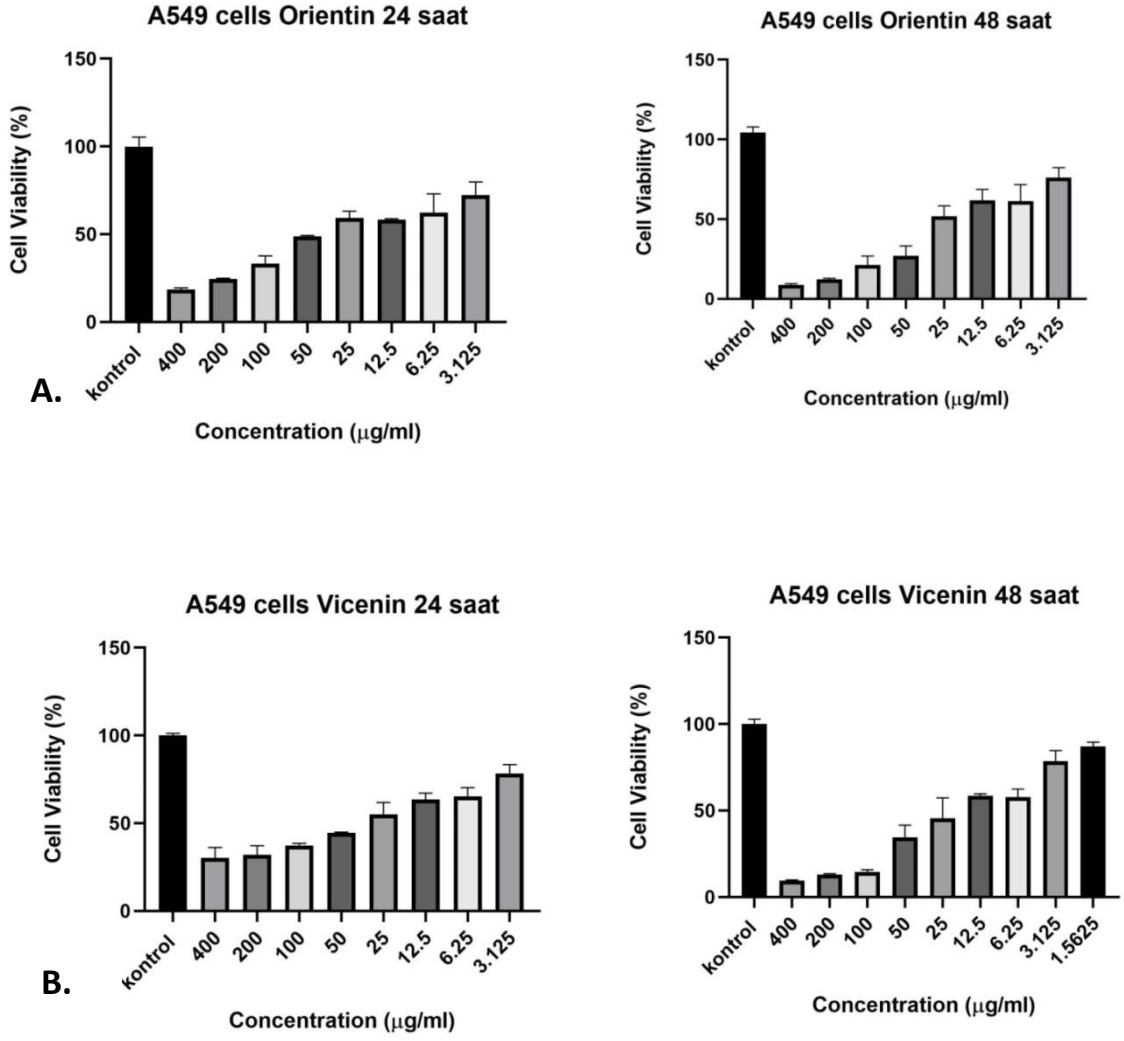 A549 cells Orientin 24 saat
Cell Viability (%)
150
100
50
0
kontrol
400
200
100
50
25
12.5
6.25
3.125
Concentration (μg/ml)
A549 cells Orientin 48 saat
Cell Viability (%)
150
100
50
0
kontrol
400
200
100
50
25
12.5
6.25
3.125
Concentration (μg/ml)
A.
A549 cells Vicenin 24 saat
Cell Viability (%)
150
100
50
0
kontrol
400
200
100
50
25
12.5
6.25
3.125
Concentration (μg/ml)
A549 cells Vicenin 48 saat
Cell Viability (%)
150
100
50
0
kontrol
400
200
100
50
25
12.5
6.25
3.125
1.5625
Concentration (μg/ml)
B.